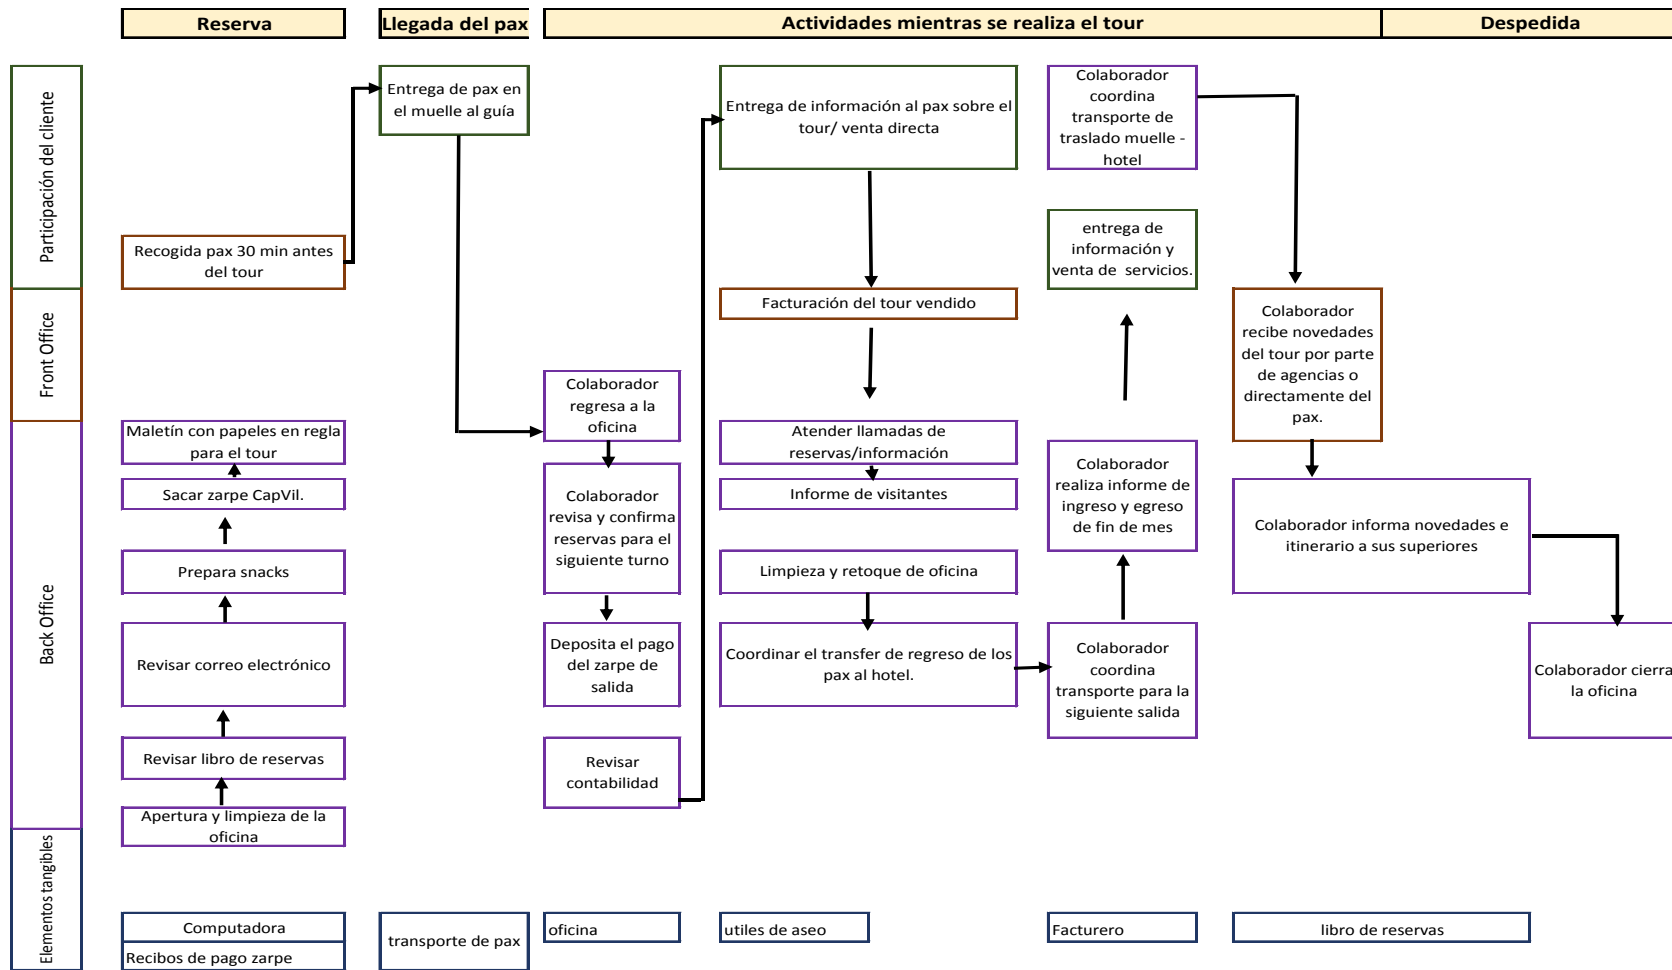 Reserva
Llegada del pax
Actividades mientras se realiza el tour
Despedida
Participación del cliente
Front Office
Back Office
Elementos tangibles
Recogida pax 30 min antes
del tour
Maletín con papeles en regla
para el tour
Sacar zarpe CapVil.
Prepara snacks
Revisar correo electrónico
Revisar libro de reservas
Apertura y limpieza de la
oficina
Computadora
Recibos de pago zarpe
Entrega de pax en
el muelle al guía
transporte de pax
Colaborador
regresa a la
oficina
Colaborador
revisa y confirma
reservas para el
siguiente turno
Deposita el pago
del zarpe de
salida
Revisar
contabilidad
oficina
Entrega de información al pax sobre el
tour/ venta directa
Facturación del tour vendido
Atender llamadas de
reservas/información
Informe de visitantes
Limpieza y retoque de oficina
Coordinar el transfer de regreso de los
pax al hotel.
utiles de aseo
Colaborador
coordina
transporte de
traslado muelle -
hotel
entrega de
información y
venta de servicios.
Colaborador
realiza informe de
ingreso y egreso
de fin de mes
Colaborador
coordina
transporte para la
siguiente salida
Facturero
Colaborador
recibe novedades
del tour por parte
de agencias o
directamente del
pax.
Colaborador informa novedades e
itinerario a sus superiores
libro de reservas
Colaborador cierra
la oficina